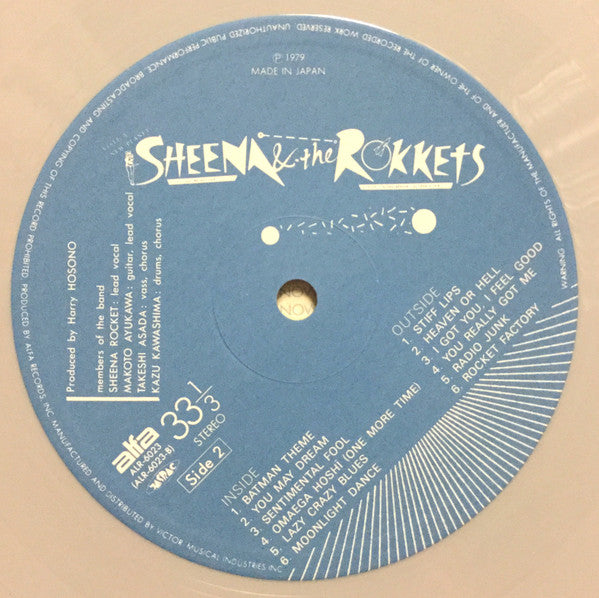 WARNING. ALL RIGHTS OF THE MANUFACTURE AND OF THE OWNER OF THE RECORDED WORK RESERVED. UNAUTHORIZED PUBLIC PERFORMANCE BROADCASTING AND COPYING OF THIS RECORD PROHIBITED. PRODUCED BY ALFA RECORDS, INC. MANUFACTURED AND DISTRIBUTED BY VICTOR MUSICAL INDUSTRIES INC.
℗ 1979
MADE IN JAPAN
SHEENA & the ROKKETS
Produced by Harry HOSONO
members of the band
SHEENA ROCKET: lead vocal
MAKOTO AYUKAWA: guitar, lead vocal
TAKESHI ASADA: vass, chorus
KAZU KAWASHIMA: drums, chorus
alfa
ALR-6023
(ALR-6023-B)
JASRAC
33 1/3
STEREO
Side 2
INSIDE
1. BATMAN THEME
2. YOU MAY DREAM
3. SENTIMENTAL FOOL
4. OMAEGA HOSHI (ONE MORE TIME)
5. LAZY CRAZY BLUES
6. MOONLIGHT DANCE
OUTSIDE
1. STIFF LIPS
2. HEAVEN OR HELL
3. I GOT YOU, I FEEL GOOD
4. YOU REALLY GOT ME
5. RADIO JUNK
6. ROCKET FACTORY